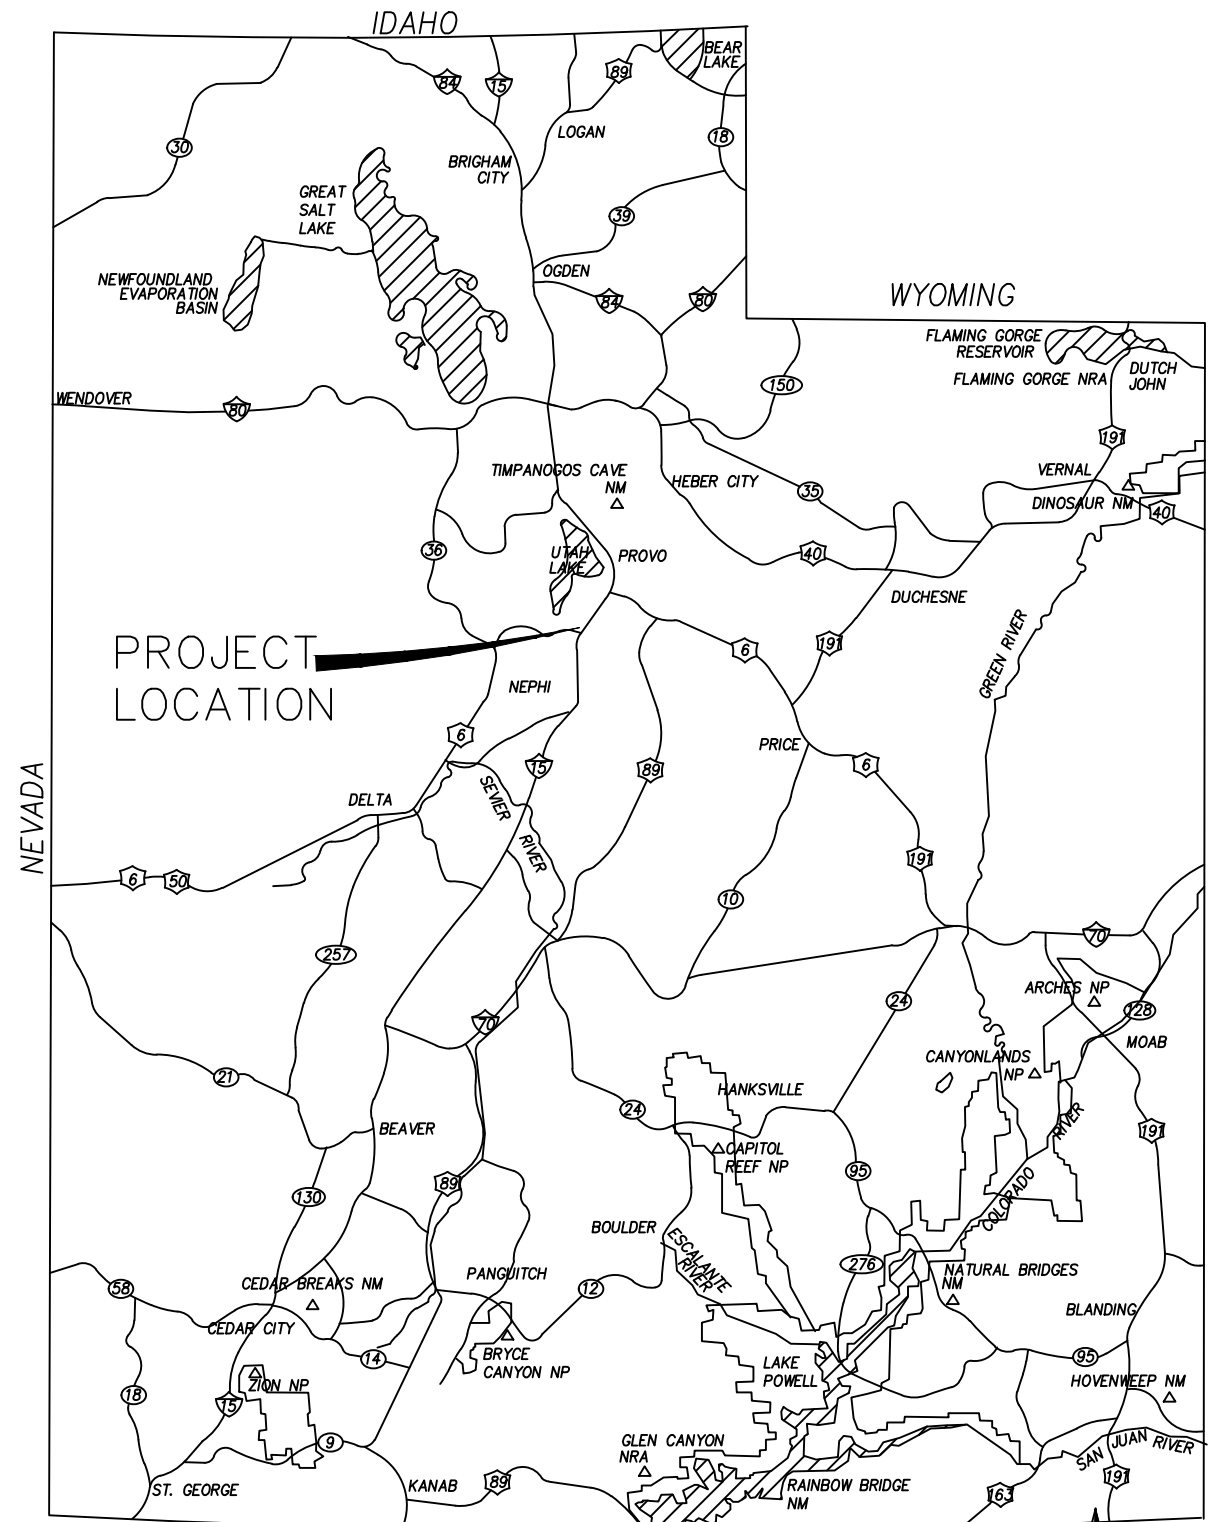 IDAHO
BEAR
LAKE
84
15
89
LOGAN
18
30
BRIGHAM
CITY
GREAT
SALT
LAKE
39
OGDEN
NEWFOUNDLAND
EVAPORATION
BASIN
84
80
WYOMING
FLAMING GORGE
RESERVOIR
FLAMING GORGE NRA
DUTCH
JOHN
WENDOVER
80
150
191
TIMPANOGOS CAVE
NM
HEBER CITY
35
VERNAL
DINOSAUR NM
40
36
UTAH
LAKE
PROVO
40
DUCHESNE
GREEN RIVER
PROJECT
LOCATION
6
191
NEPHI
6
PRICE
15
89
6
NEVADA
DELTA
SEVIER
RIVER
6
50
191
10
257
70
24
ARCHES NP
128
70
MOAB
CANYONLANDS
NP
21
HANKSVILLE
24
BEAVER
RIVER
191
CAPITOL
REEF NP
95
89
130
COLORADO
BOULDER
ESCALANTE
RIVER
276
NATURAL BRIDGES
NM
PANGUITCH
58
CEDAR BREAKS NM
12
BLANDING
CEDAR CITY
14
BRYCE
CANYON NP
LAKE
POWELL
95
18
ZION NP
HOVENWEEP NM
15
9
GLEN CANYON
NRA
SAN JUAN RIVER
ST. GEORGE
KANAB
89
RAINBOW BRIDGE
NM
163
191